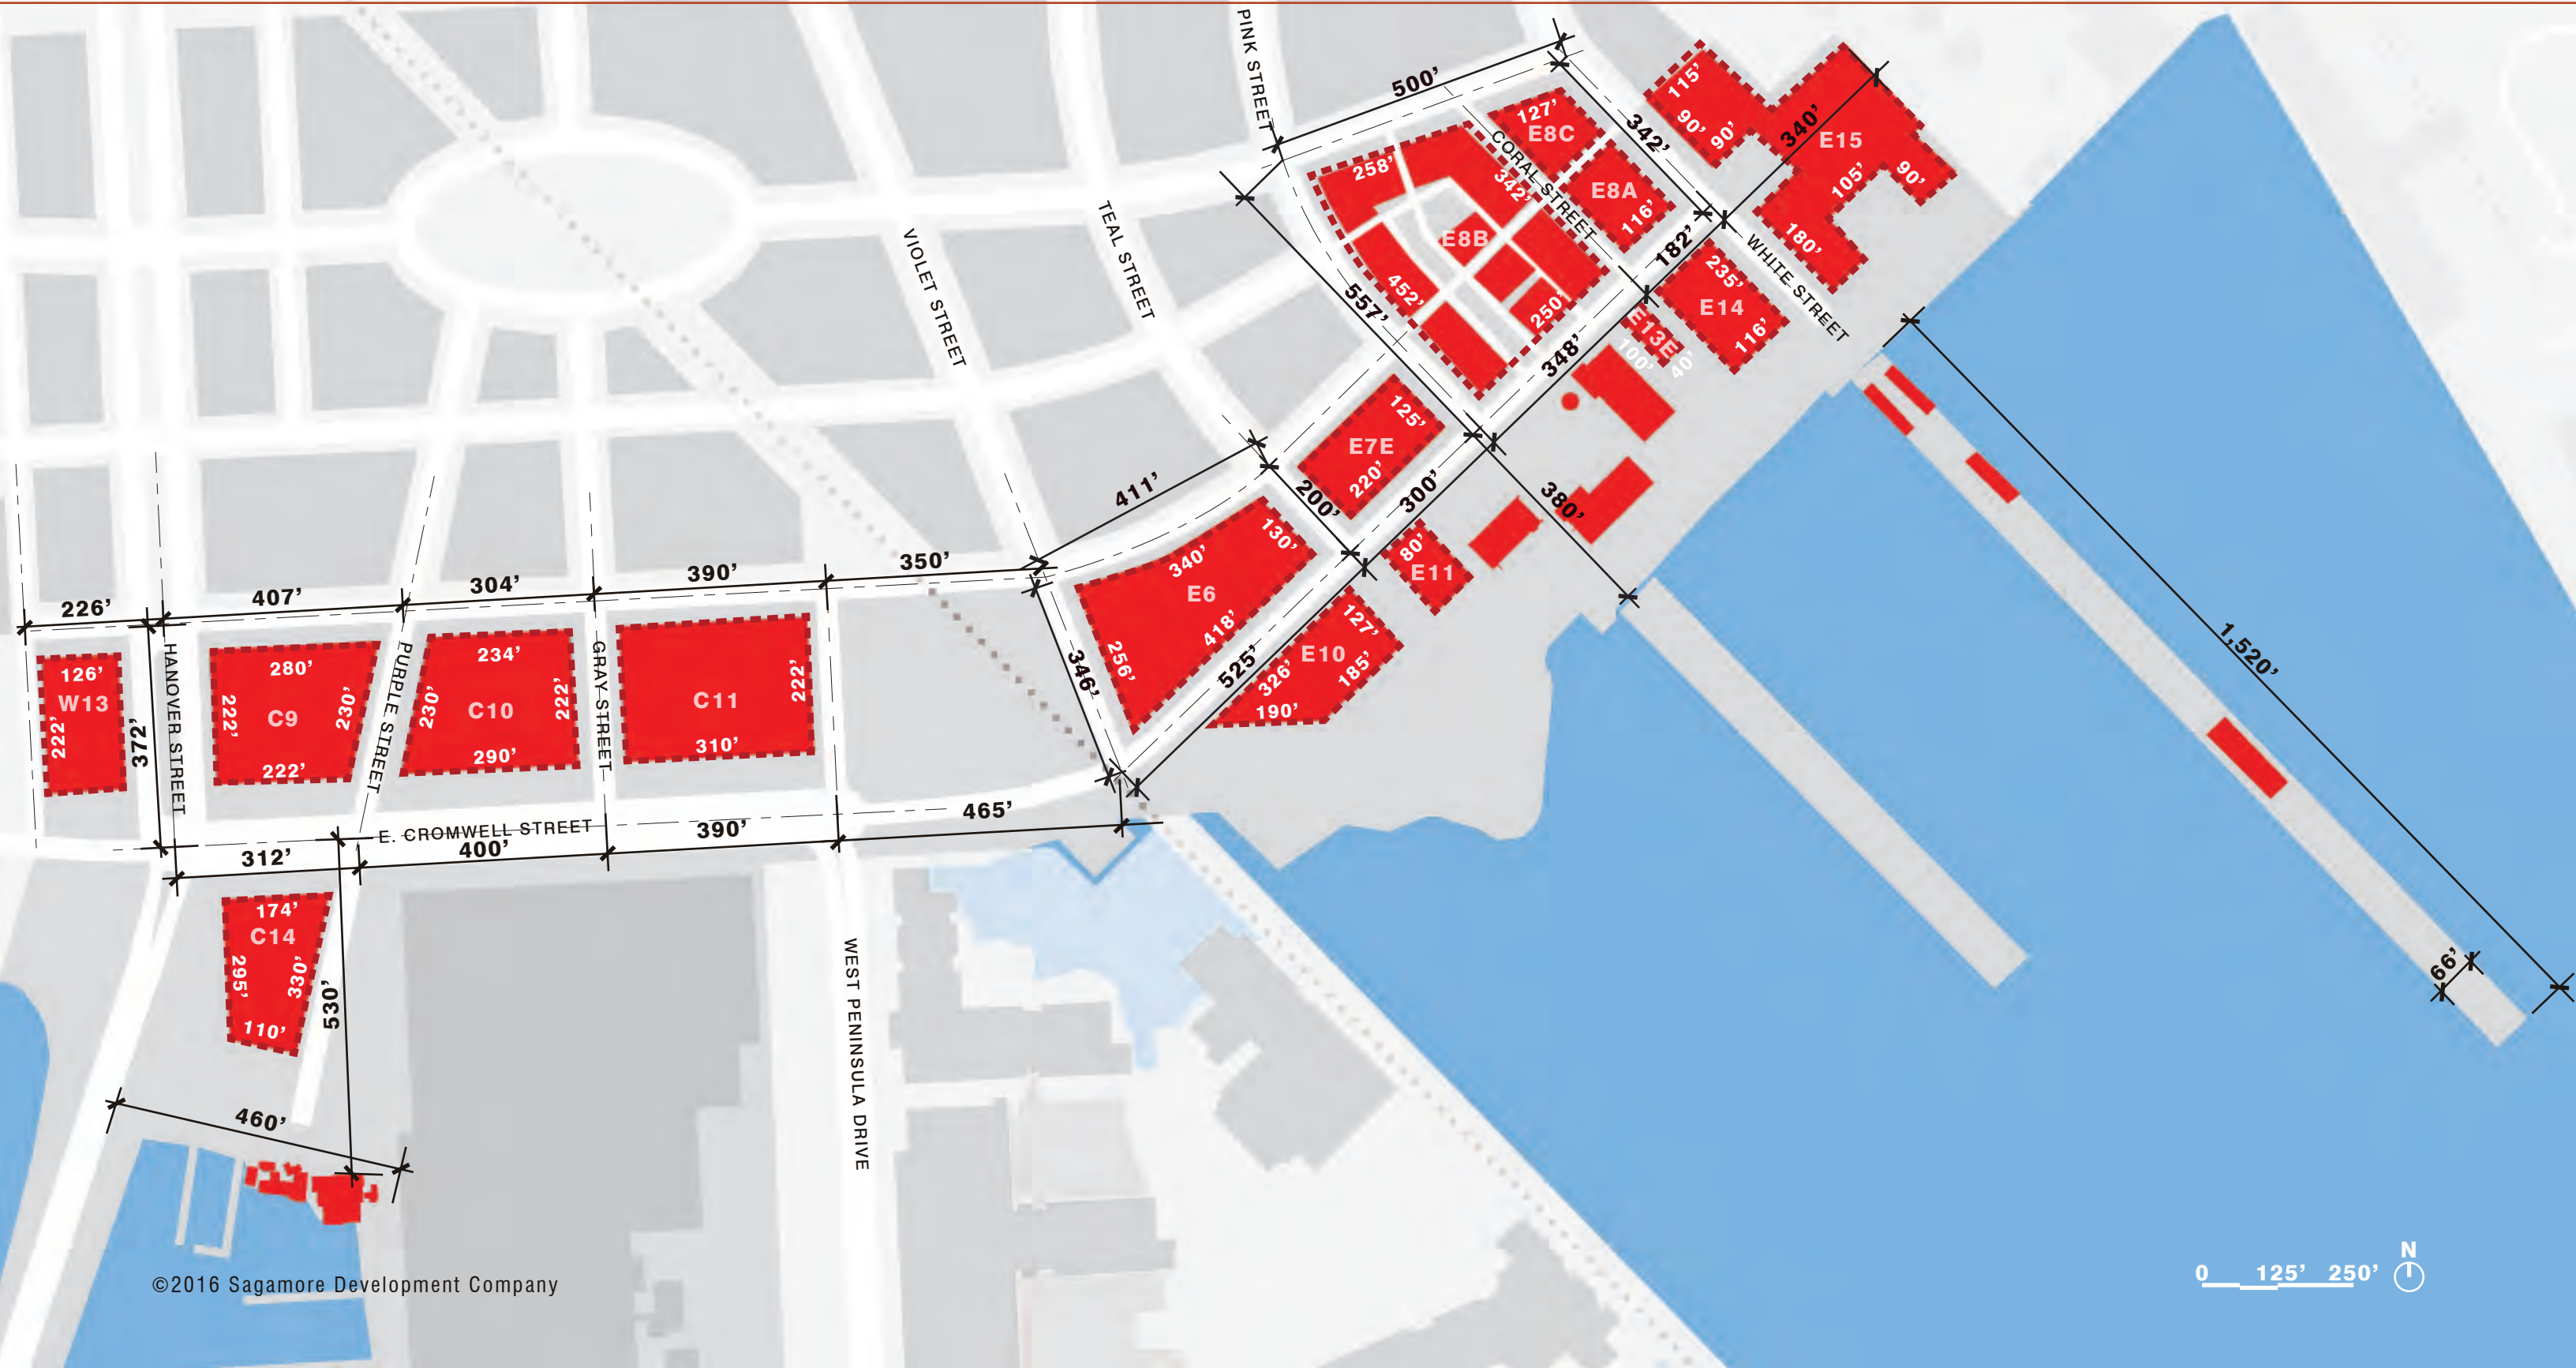 PINK STREET
500’
115’
90’
90’
340’
E15
105’
90’
180’
127’
E8C
342’
CORAL STREET
258’
342’
E8A
116’
E8B
452’
250’
557’
182’
WHITE STREET
235’
E14
116’
E13E
100’
40’
348’
TEAL STREET
VIOLET STREET
125’
E7E
220’
200’
300’
380’
411’
1,520’
66’
130’
340’
E6
418’
256’
346’
525’
80’
E11
127’
E10
326’
185’
190’
226’
407’
304’
390’
350’
126’
W13
222’
372’
HANOVER STREET
280’
222’
C9
230’
222’
PURPLE STREET
234’
230’
C10
222’
290’
GRAY STREET
C11
222’
310’
465’
E. CROMWELL STREET
390’
312’
400’
174’
C14
295’
330’
110’
530’
460’
WEST PENINSULA DRIVE
©2016 Sagamore Development Company
N
0 125’ 250’